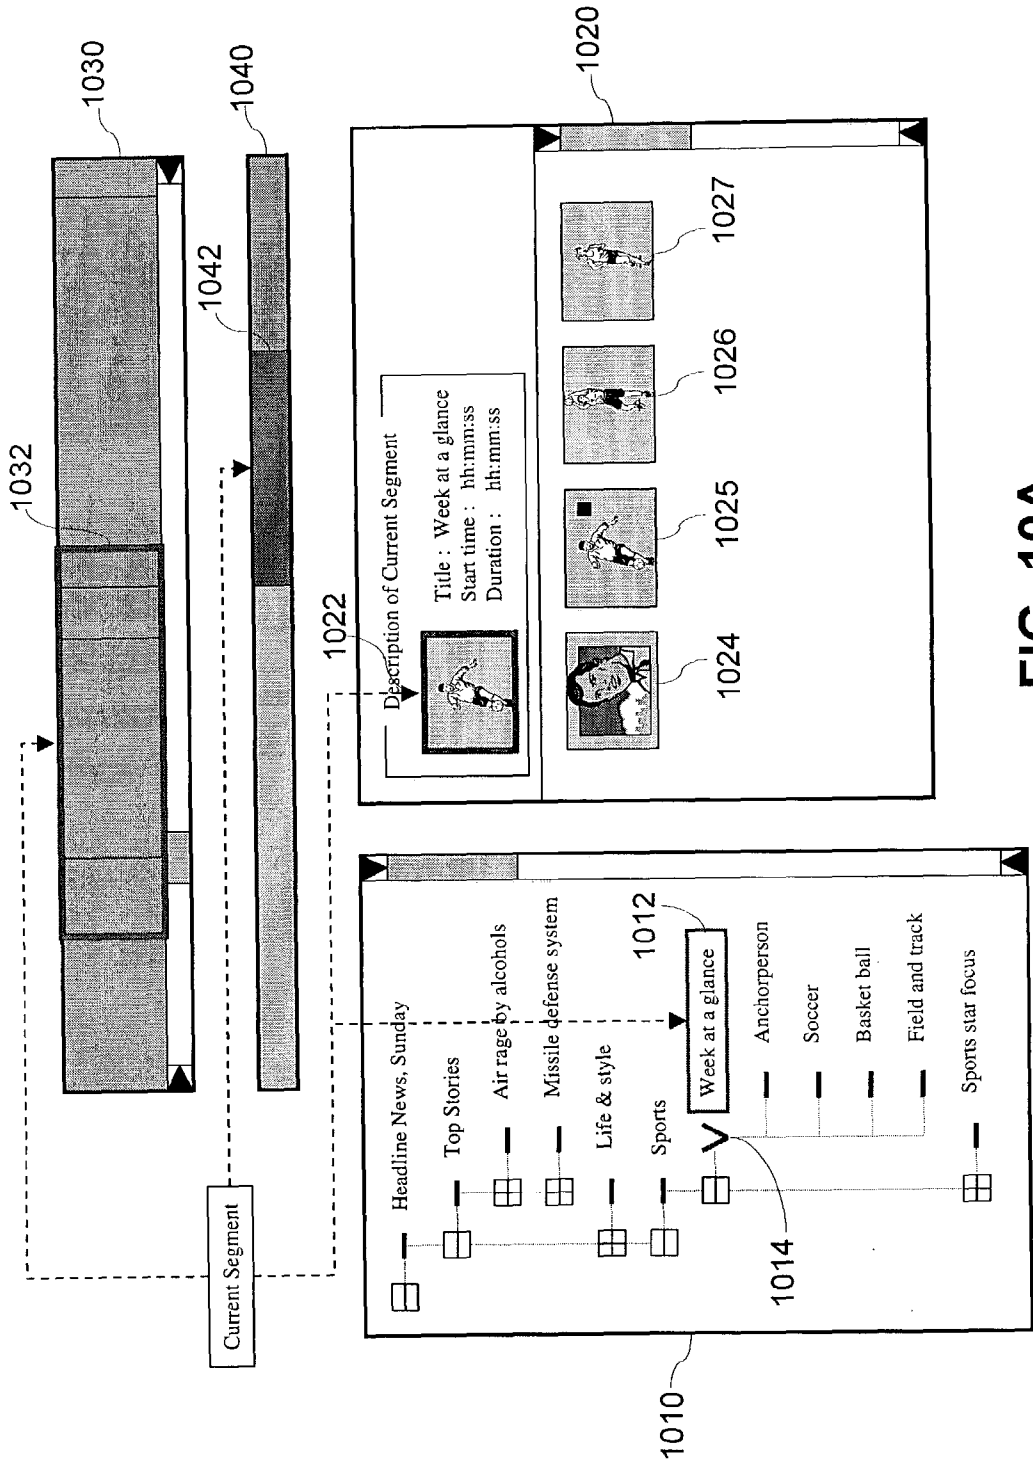 1030
1032
1040
1042
Current Segment
1010
Headline News, Sunday
Top Stories
Air rage by alcohols
Missile defense system
Life & style
Sports
Week at a glance
1012
1014
Anchorperson
Soccer
Basket ball
Field and track
Sports star focus
1020
Description of Current Segment
1022
Title : Week at a glance
Start time : hh:mm:ss
Duration : hh:mm:ss
1024
1025
1026
1027
FIG. 10A